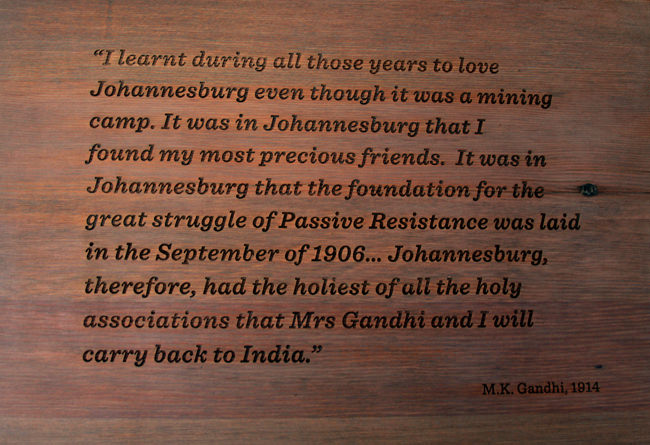 “I learnt during all those years to love
Johannesburg even though it was a mining
camp. It was in Johannesburg that I
found my most precious friends. It was in
Johannesburg that the foundation for the
great struggle of Passive Resistance was laid
in the September of 1906... Johannesburg,
therefore, had the holiest of all the holy
associations that Mrs Gandhi and I will
carry back to India.”
M.K. Gandhi, 1914